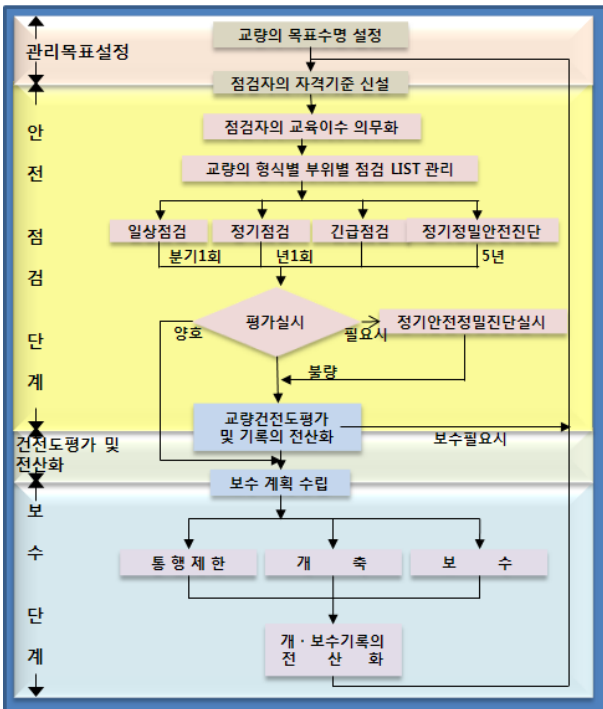 교량의 목표수명 설정
관리목표설정
점검자의 자격기준 신설
점검자의 교육이수 의무화
교량의 형식별 부위별 점검 LIST 관리
일상점검 정기점검 긴급점검 정기정밀안전진단
분기1회 년1회 5년
평가실시
양호 필요시 정기안전정밀진단실시
불량
안
전
점
검
단
계
교량건전도평가
및 기록의 전산화
보수필요시
건전도평가 및
전산화
보수 계획 수립
통 행 제 한 개 축 보 수
개 · 보수기록의
전 산 화
보
수
단
계